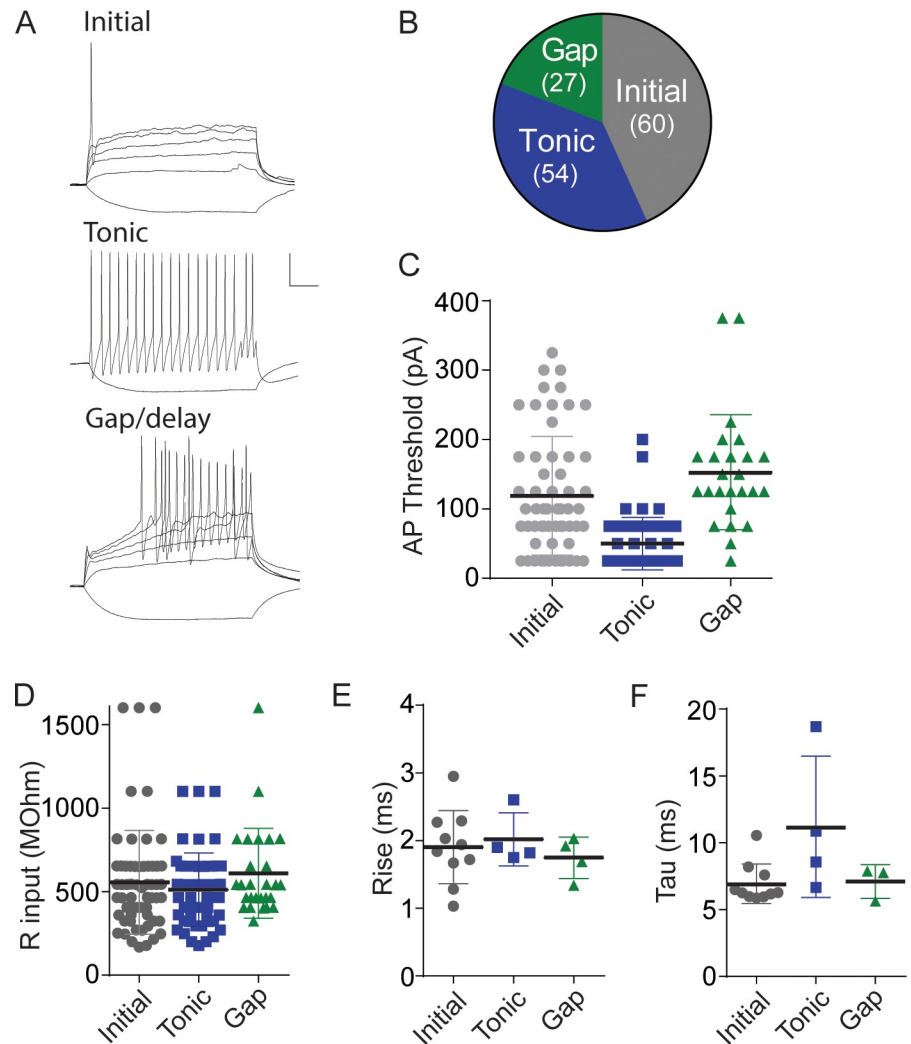 A
Initial
Tonic
Gap/delay
B
Gap
(27)
Initial
(60)
Tonic
(54)
C
AP Threshold (pA)
400
300
200
100
0
Initial
Tonic
Gap
D
R input (MOhm)
1500
1000
500
0
Initial
Tonic
Gap
E
Rise (ms)
4
3
2
1
0
Initial
Tonic
Gap
F
Tau (ms)
20
15
10
5
0
Initial
Tonic
Gap